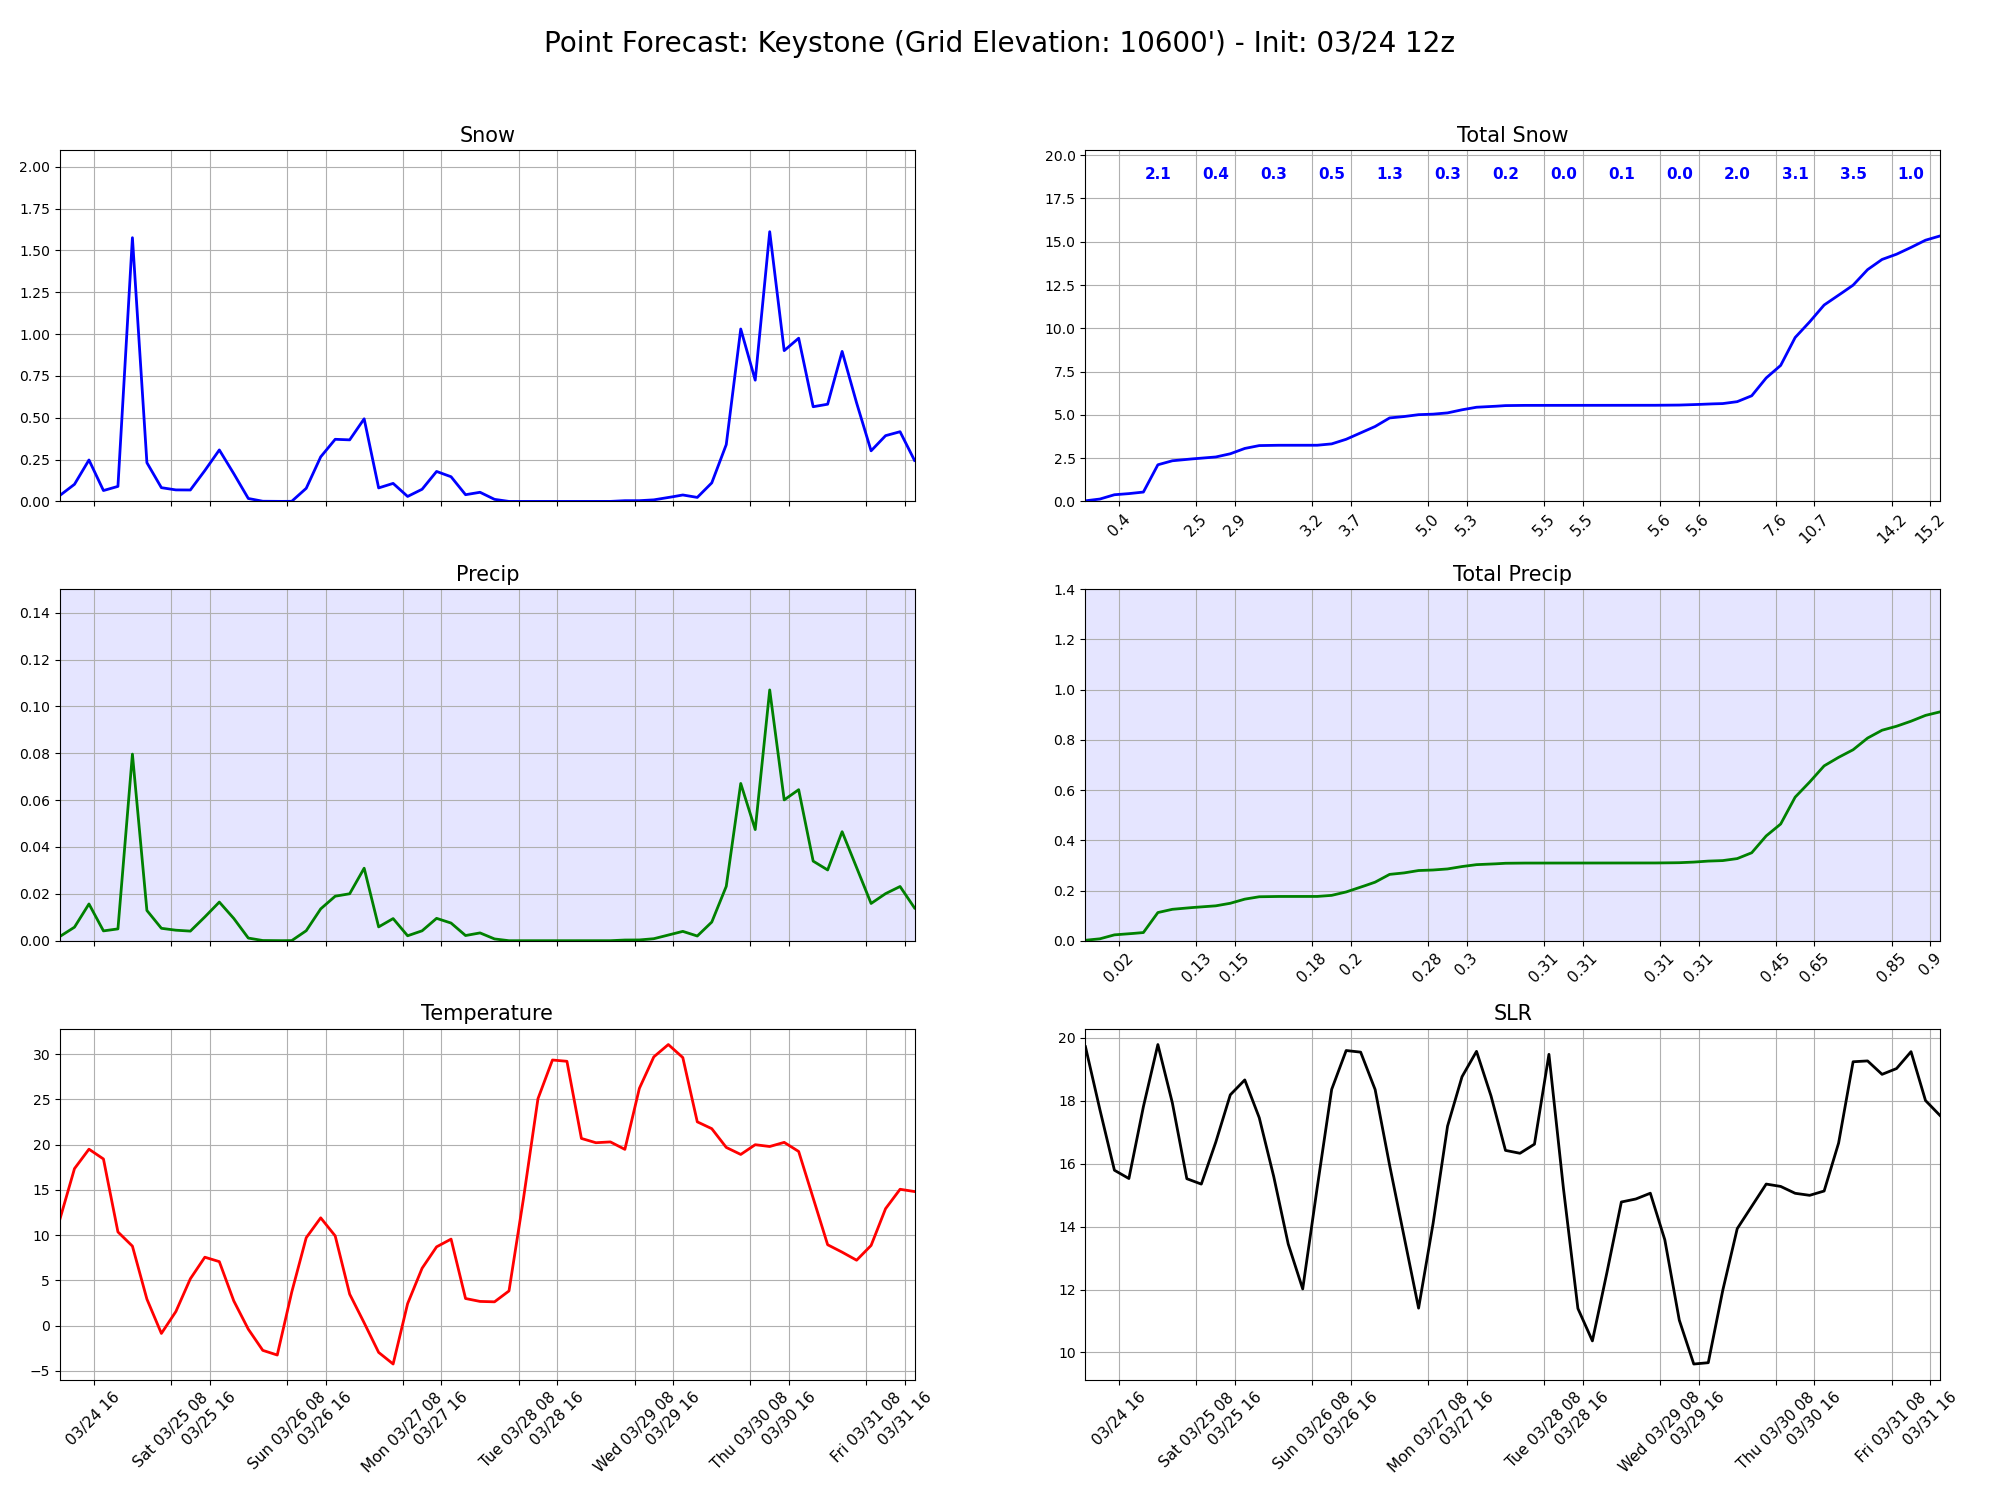 Point Forecast: Keystone (Grid Elevation: 10600') - Init: 03/24 12z
Snow
2.00
1.75
1.50
1.25
1.00
0.75
0.50
0.25
0.00
Total Snow
20.0
17.5
15.0
12.5
10.0
7.5
5.0
2.5
0.0
2.1 0.4 0.3 0.5 1.3 0.3 0.2 0.0 0.1 0.0 2.0 3.1 3.5 1.0
0.4 2.5 2.9 3.2 3.7 5.0 5.3 5.5 5.5 5.6 5.6 7.6 10.7 14.2 15.2
Precip
0.14
0.12
0.10
0.08
0.06
0.04
0.02
0.00
Total Precip
1.4
1.2
1.0
0.8
0.6
0.4
0.2
0.0
0.02 0.13 0.15 0.18 0.2 0.28 0.3 0.31 0.31 0.31 0.31 0.45 0.65 0.85 0.9
Temperature
30
25
20
15
10
5
0
−5
03/24 16
Sat 03/25 08
03/25 16
Sun 03/26 08
03/26 16
Mon 03/27 08
03/27 16
Tue 03/28 08
03/28 16
Wed 03/29 08
03/29 16
Thu 03/30 08
03/30 16
Fri 03/31 08
03/31 16
SLR
20
18
16
14
12
10
03/24 16
Sat 03/25 08
03/25 16
Sun 03/26 08
03/26 16
Mon 03/27 08
03/27 16
Tue 03/28 08
03/28 16
Wed 03/29 08
03/29 16
Thu 03/30 08
03/30 16
Fri 03/31 08
03/31 16